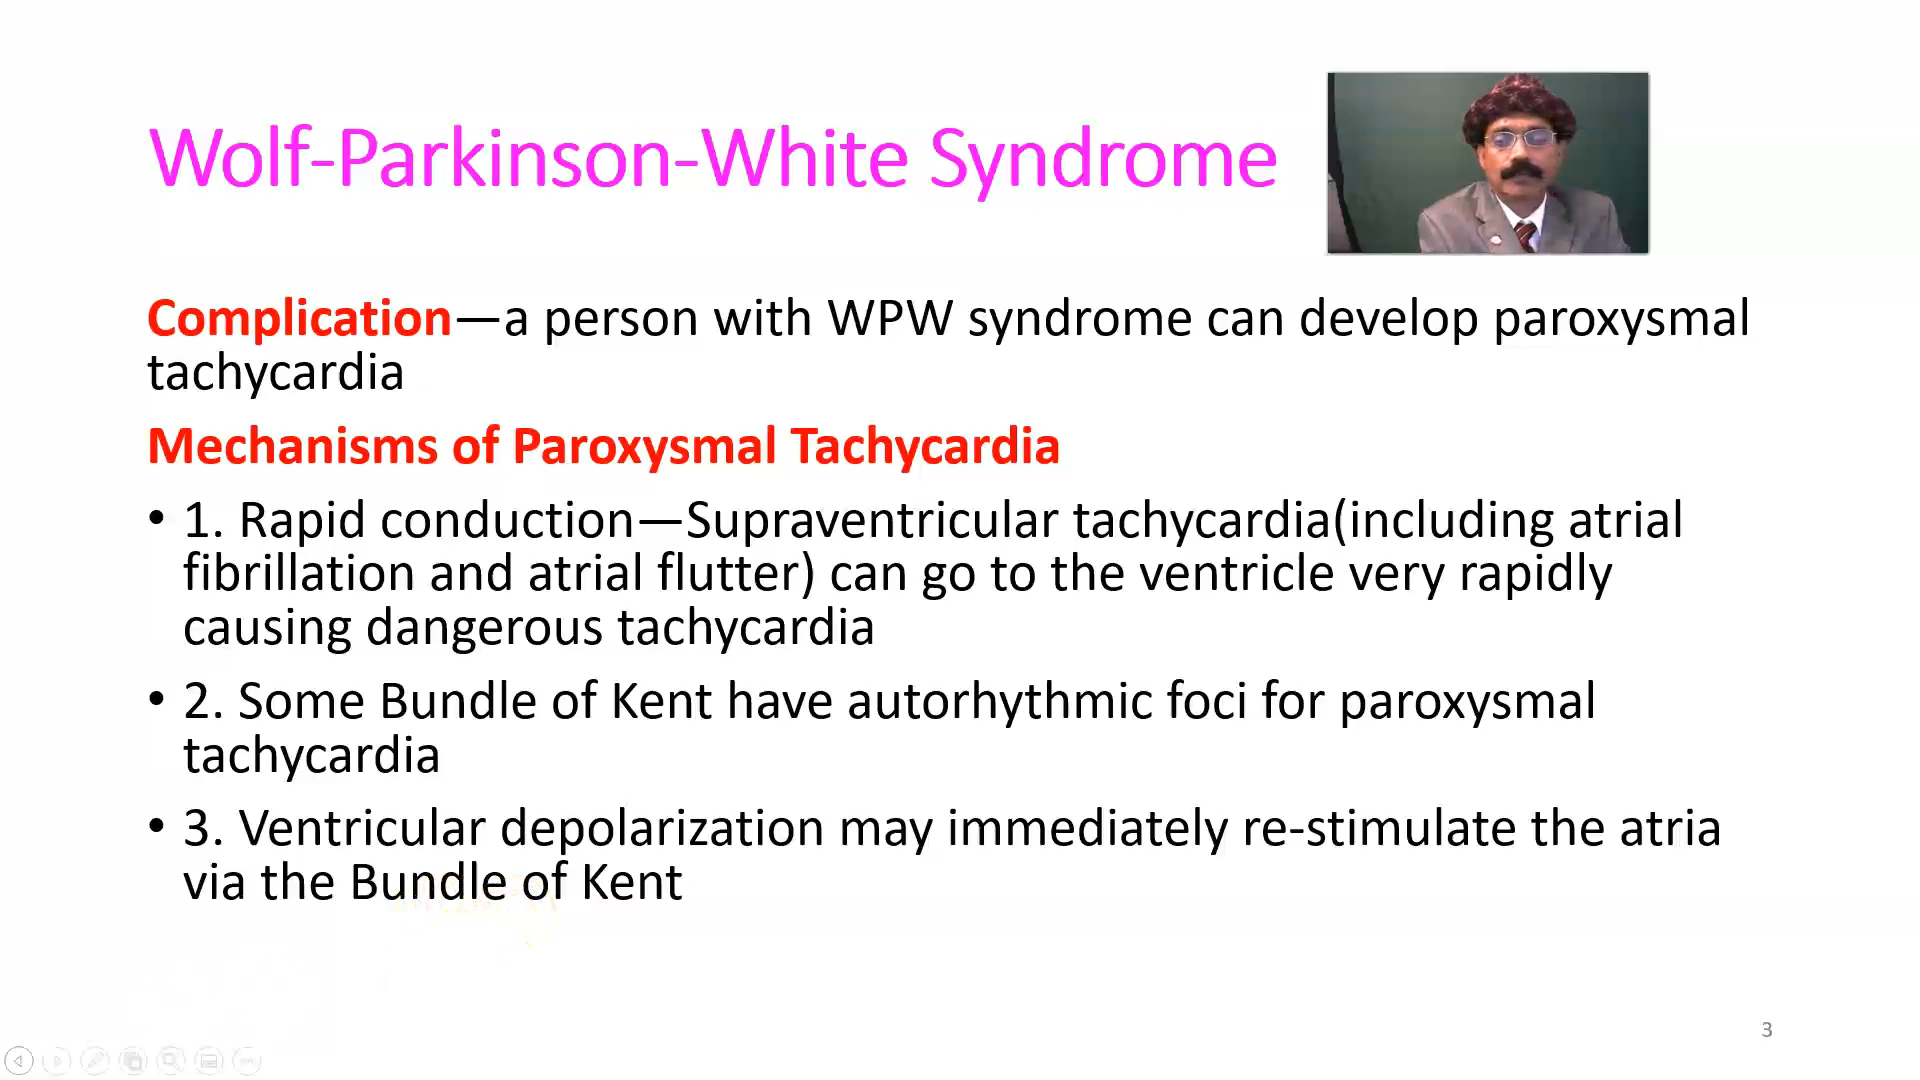 Wolf-Parkinson-White Syndrome
Complication—a person with WPW syndrome can develop paroxysmal
tachycardia
Mechanisms of Paroxysmal Tachycardia
• 1. Rapid conduction—Supraventricular tachycardia(including atrial
fibrillation and atrial flutter) can go to the ventricle very rapidly
causing dangerous tachycardia
• 2. Some Bundle of Kent have autorhythmic foci for paroxysmal
tachycardia
• 3. Ventricular depolarization may immediately re-stimulate the atria
via the Bundle of Kent
3